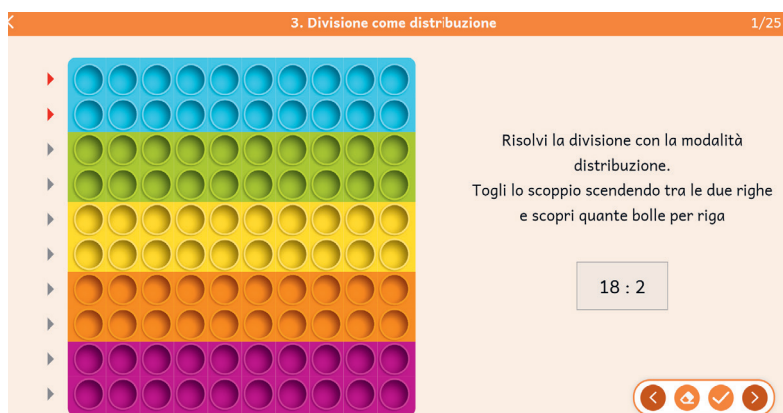 3. Divisione come distribuzione
1/25
Risolvi la divisione con la modalità
distribuzione.
Togli lo scoppio scendendo tra le due righe
e scopri quante bolle per riga
18 : 2